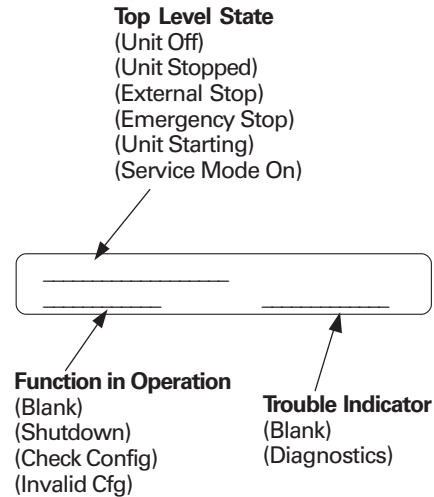 Top Level State
(Unit Off)
(Unit Stopped)
(External Stop)
(Emergency Stop)
(Unit Starting)
(Service Mode On)
Function in Operation
(Blank)
(Shutdown)
(Check Config)
(Invalid Cfg)
Trouble Indicator
(Blank)
(Diagnostics)